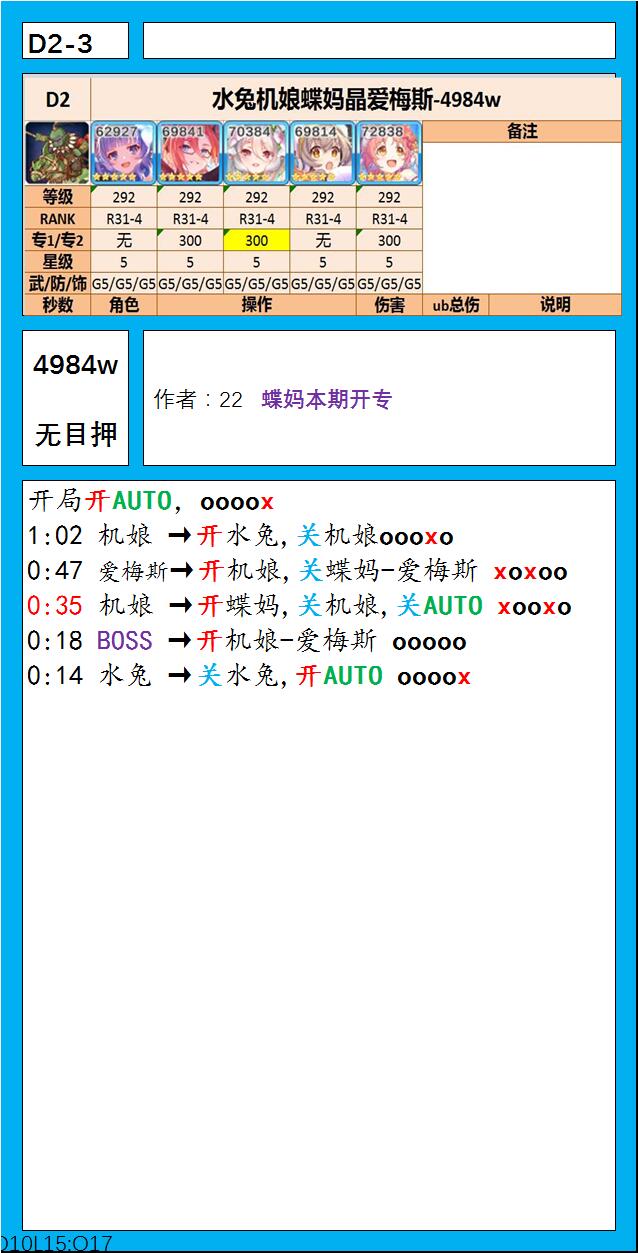 D2-3
D2 水兔机娘蝶妈晶爱梅斯-4984w
62927 69841 70384 69814 72838 备注
等级 292 292 292 292 292
RANK R31-4 R31-4 R31-4 R31-4 R31-4
专1/专2 无 300 300 无 300
星级 5 5 5 5 5
武/防/饰 G5/G5/G5 G5/G5/G5 G5/G5/G5 G5/G5/G5 G5/G5/G5
秒数 角色 操作 伤害 ub总伤 说明
4984w
无目押
作者：22 蝶妈本期开专
开局开AUTO, oooox
1:02 机娘 →开水兔,关机娘oooxo
0:47 爱梅斯→开机娘,关蝶妈-爱梅斯 xoxoo
0:35 机娘 →开蝶妈,关机娘,关AUTO xooxo
0:18 BOSS →开机娘-爱梅斯 ooooo
0:14 水兔 →关水兔,开AUTO oooox
O10L15:O17